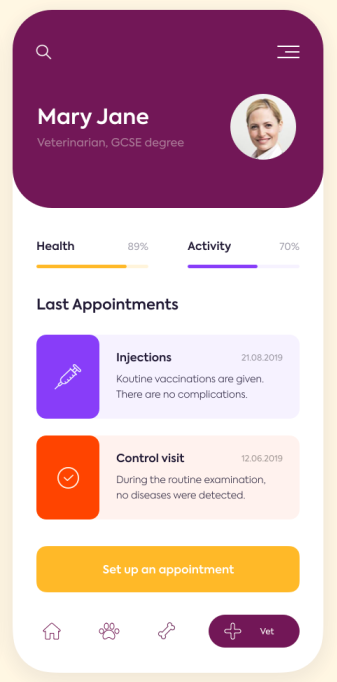 Mary Jane
Veterinarian, GCSE degree
Health 89% Activity 70%
Last Appointments
Injections 21.08.2019
Koutine vaccinations are given.
There are no complications.
Control visit 12.06.2019
During the routine examination,
no diseases were detected.
Set up an appointment
Vet